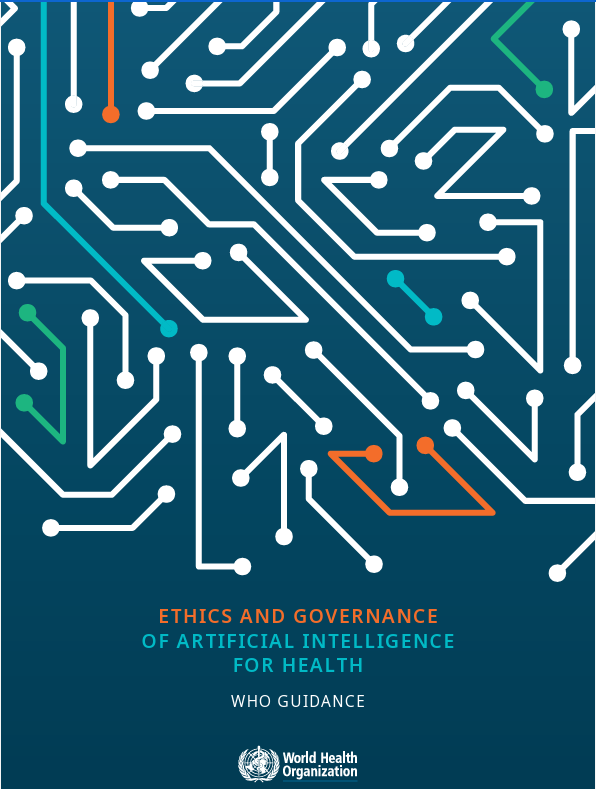 ETHICS AND GOVERNANCE
OF ARTIFICIAL INTELLIGENCE
FOR HEALTH
WHO GUIDANCE
World Health
Organization